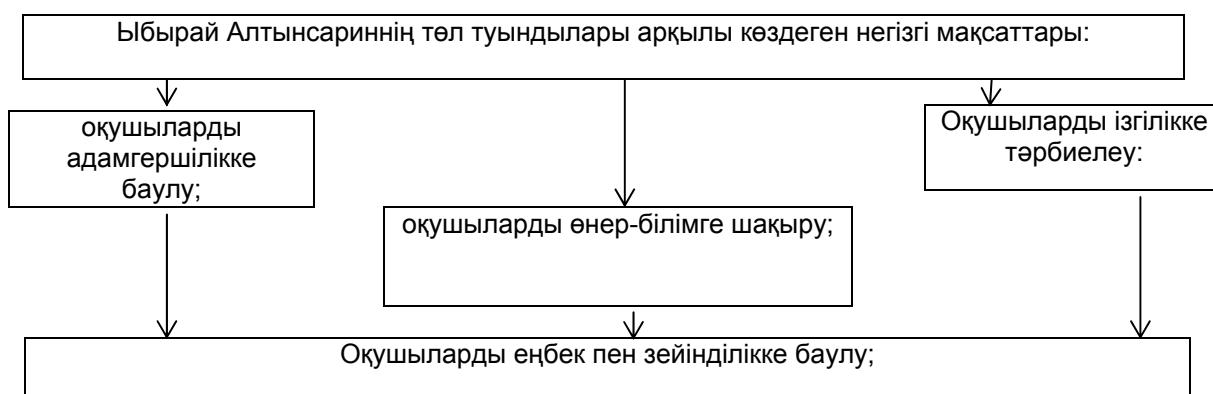 Ыбырай Алтынсариннің төл туындылары арқылы көздеген негізгі мақсаттары:
оқушыларды
адамгершілікке
баулу;
Оқушыларды ізгілікке
тәрбиелеу:
оқушыларды өнер-білімге шақыру;
Оқушыларды еңбек пен зейінділікке баулу;